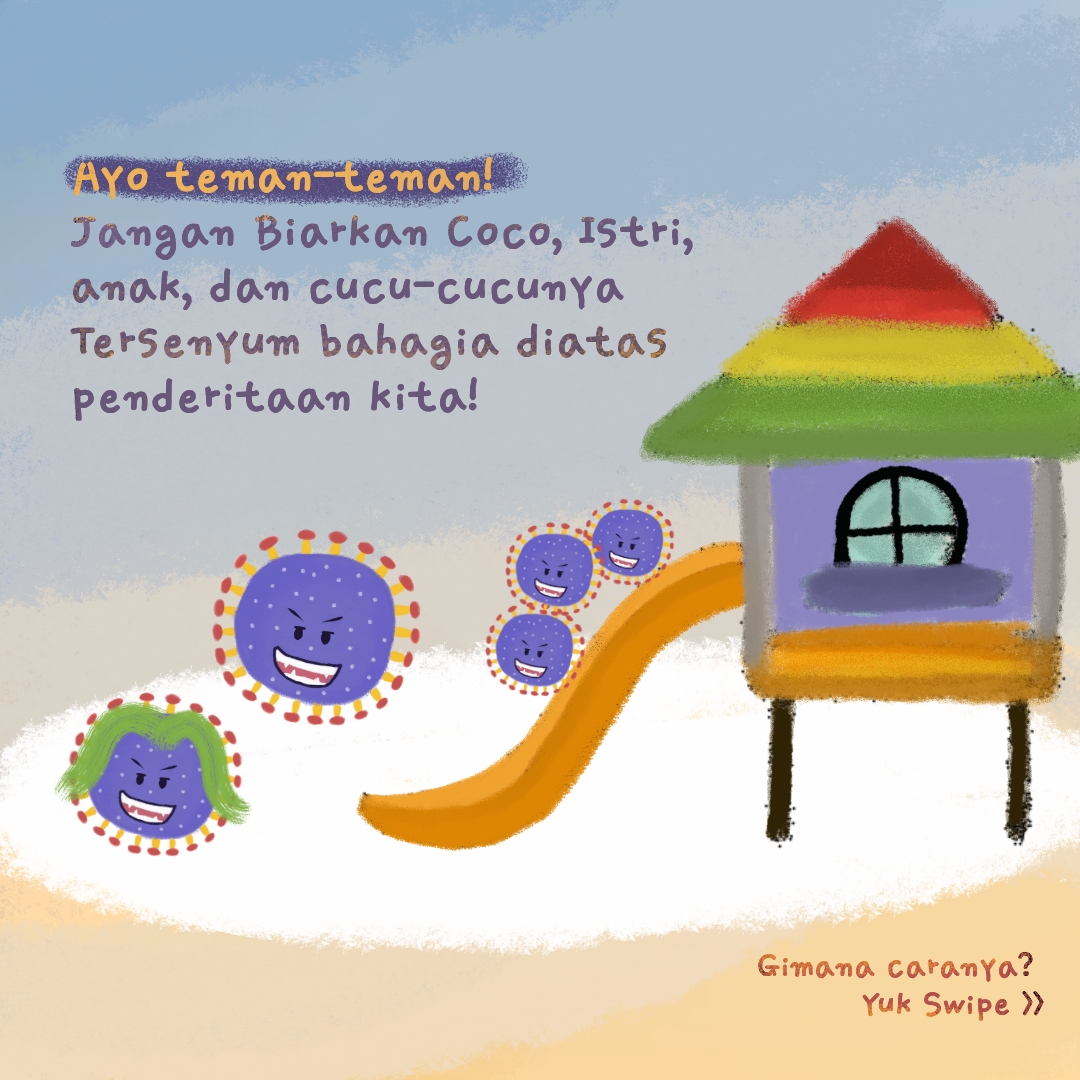 Ayo teman-teman!
Jangan Biarkan Coco, Istri,
anak, dan cucu-cucunya
Tersenyum bahagia diatas
penderitaan kita!
Gimana caranya?
Yuk Swipe >>